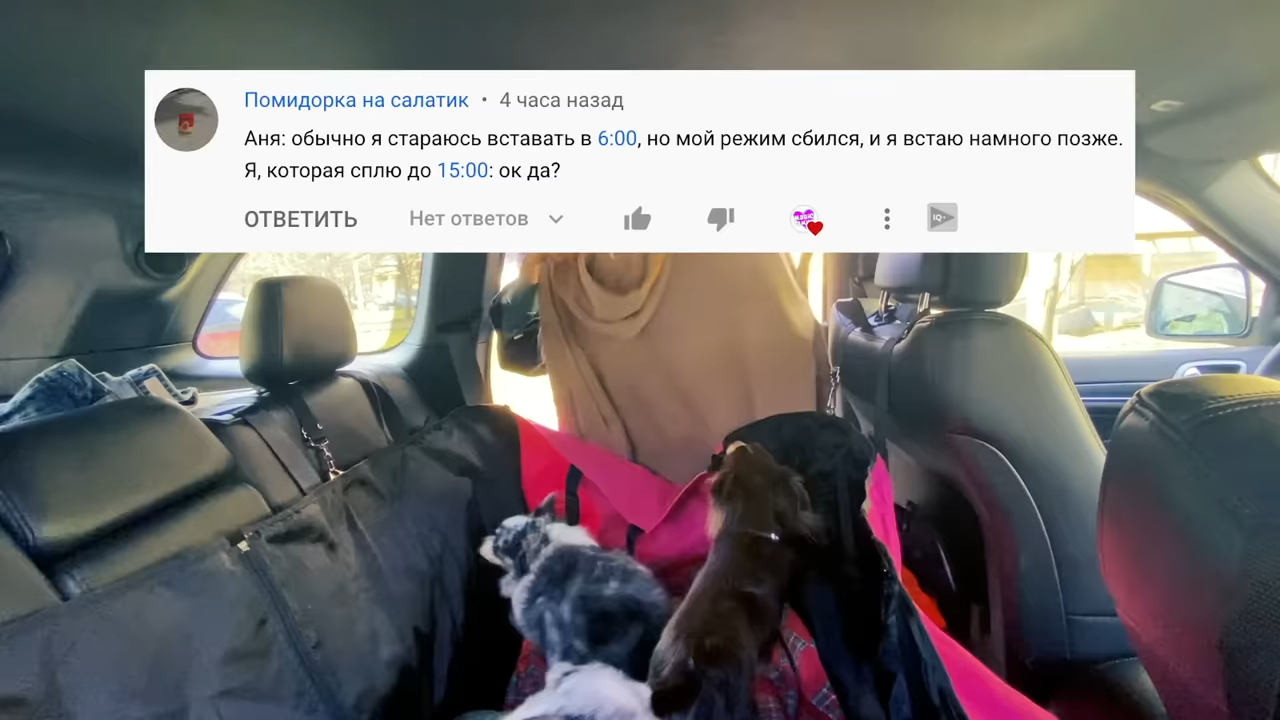 Помидорка на салатик • 4 часа назад
Аня: обычно я стараюсь вставать в 6:00, но мой режим сбился, и я встаю намного позже.
Я, которая сплю до 15:00: ок да?
ОТВЕТИТЬ Нет ответов
IQ